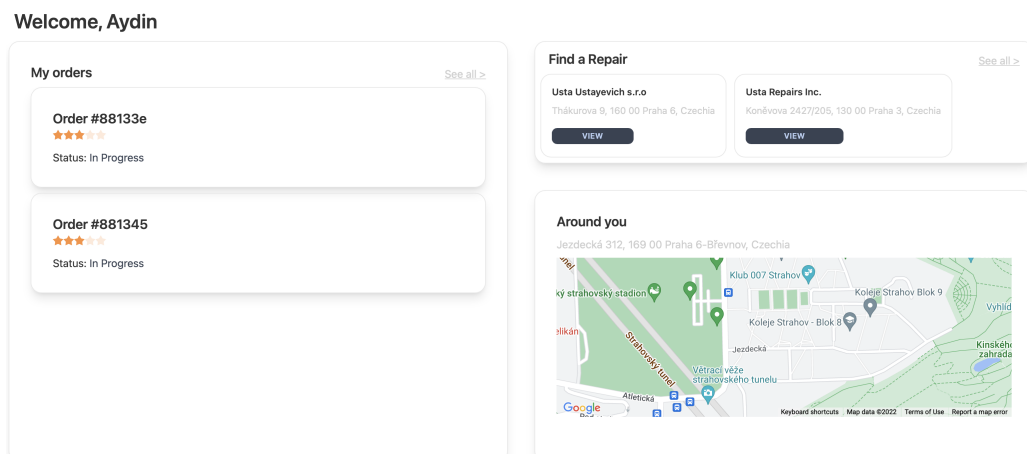 Welcome, Aydin
My orders
See all >
Order #88133e
Status: In Progress
Order #881345
Status: In Progress
Find a Repair
See all >
Usta Ustayevich s.r.o
Thákurova 9, 160 00 Praha 6, Czechia
VIEW
Usta Repairs Inc.
Koněvova 2427/205, 130 00 Praha 3, Czechia
VIEW
Around you
Jezdecká 312, 169 00 Praha 6-Břevnov, Czechia
Klub 007 Strahov
ký strahovský stadion
Koleje Strahov Blok 9
Vyhlíd
Koleje Strahov - Blok 8
elikán
Strahovský tunel
Jezdecká
Kinského
zahrada
Větrací věže
strahovského tunelu
Atletická
Google
Keyboard shortcuts
Map data ©2022
Terms of Use
Report a map error